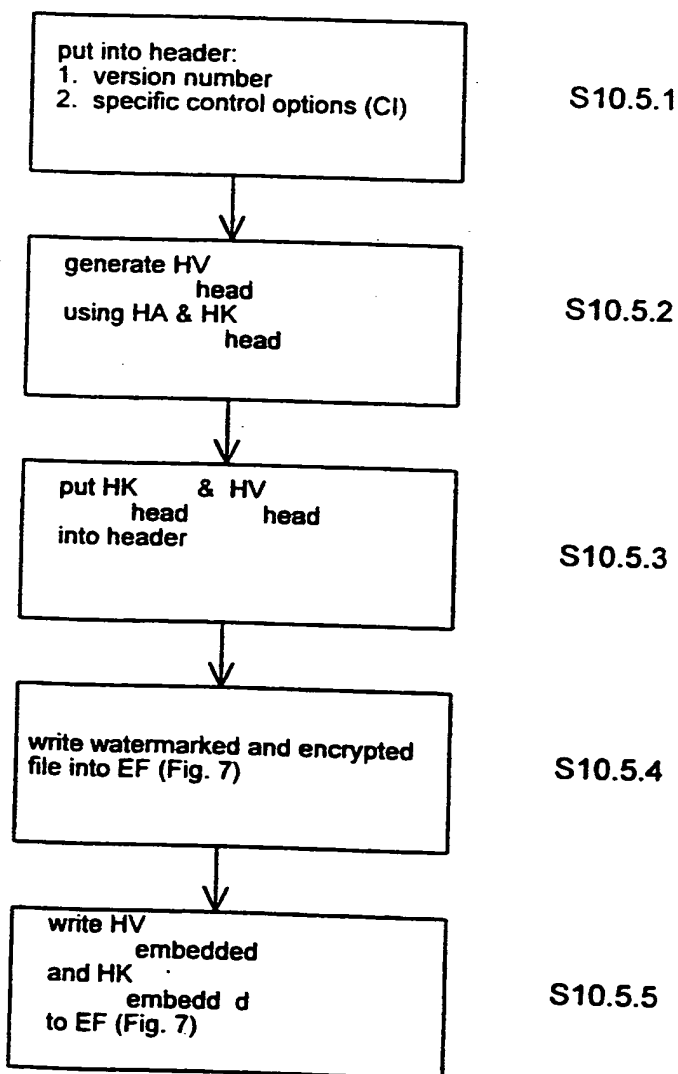 put into header:
1. version number
2. specific control options (CI)
S10.5.1
generate HV
head
using HA & HK
head
S10.5.2
put HK & HV
head head
into header
S10.5.3
write watermarked and encrypted
file into EF (Fig. 7)
S10.5.4
write HV
embedded
and HK
embedd d
to EF (Fig. 7)
S10.5.5